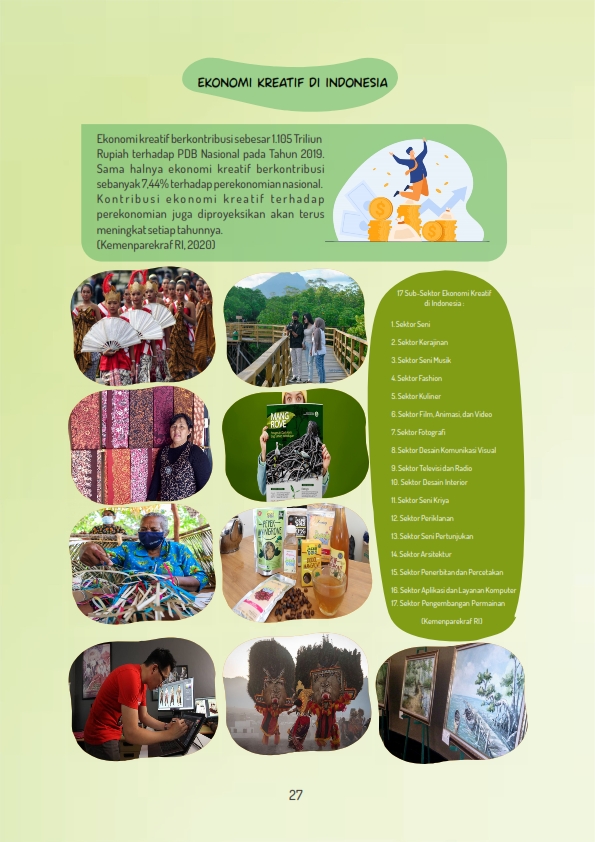 EKONOMI KREATIF DI INDONESIA
Ekonomi kreatif berkontribusi sebesar 1.105 Triliun
Rupiah terhadap PDB Nasional pada Tahun 2019.
Sama halnya ekonomi kreatif berkontribusi
sebanyak 7,44% terhadap perekonomian nasional.
Kontribusi ekonomi kreatif terhadap
perekonomian juga diproyeksikan akan terus
meningkat setiap tahunnya.
(Kemenparekraf RI, 2020)
17 Sub-Sektor Ekonomi Kreatif
di Indonesia :
1. Sektor Seni
2. Sektor Kerajinan
3. Sektor Seni Musik
4. Sektor Fashion
5. Sektor Kuliner
6. Sektor Film, Animasi, dan Video
7. Sektor Fotografi
8. Sektor Desain Komunikasi Visual
9. Sektor Televisi dan Radio
10. Sektor Desain Interior
11. Sektor Seni Kriya
12. Sektor Periklanan
13. Sektor Seni Pertunjukan
14. Sektor Arsitektur
15. Sektor Penerbitan dan Percetakan
16. Sektor Aplikasi dan Layanan Komputer
17. Sektor Pengembangan Permainan
(Kemenparekraf RI)
MANG
ROVE
27